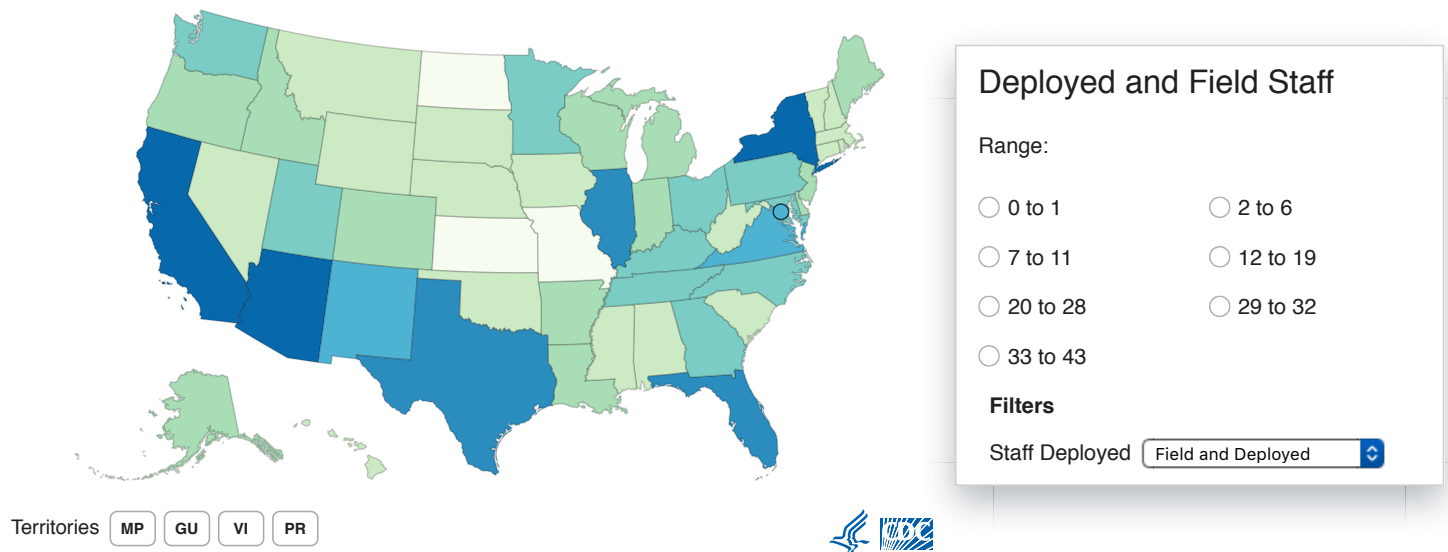 Deployed and Field Staff
Range:
0 to 1
2 to 6
7 to 11
12 to 19
20 to 28
29 to 32
33 to 43
Filters
Staff Deployed Field and Deployed
Territories MP GU VI PR
CDC